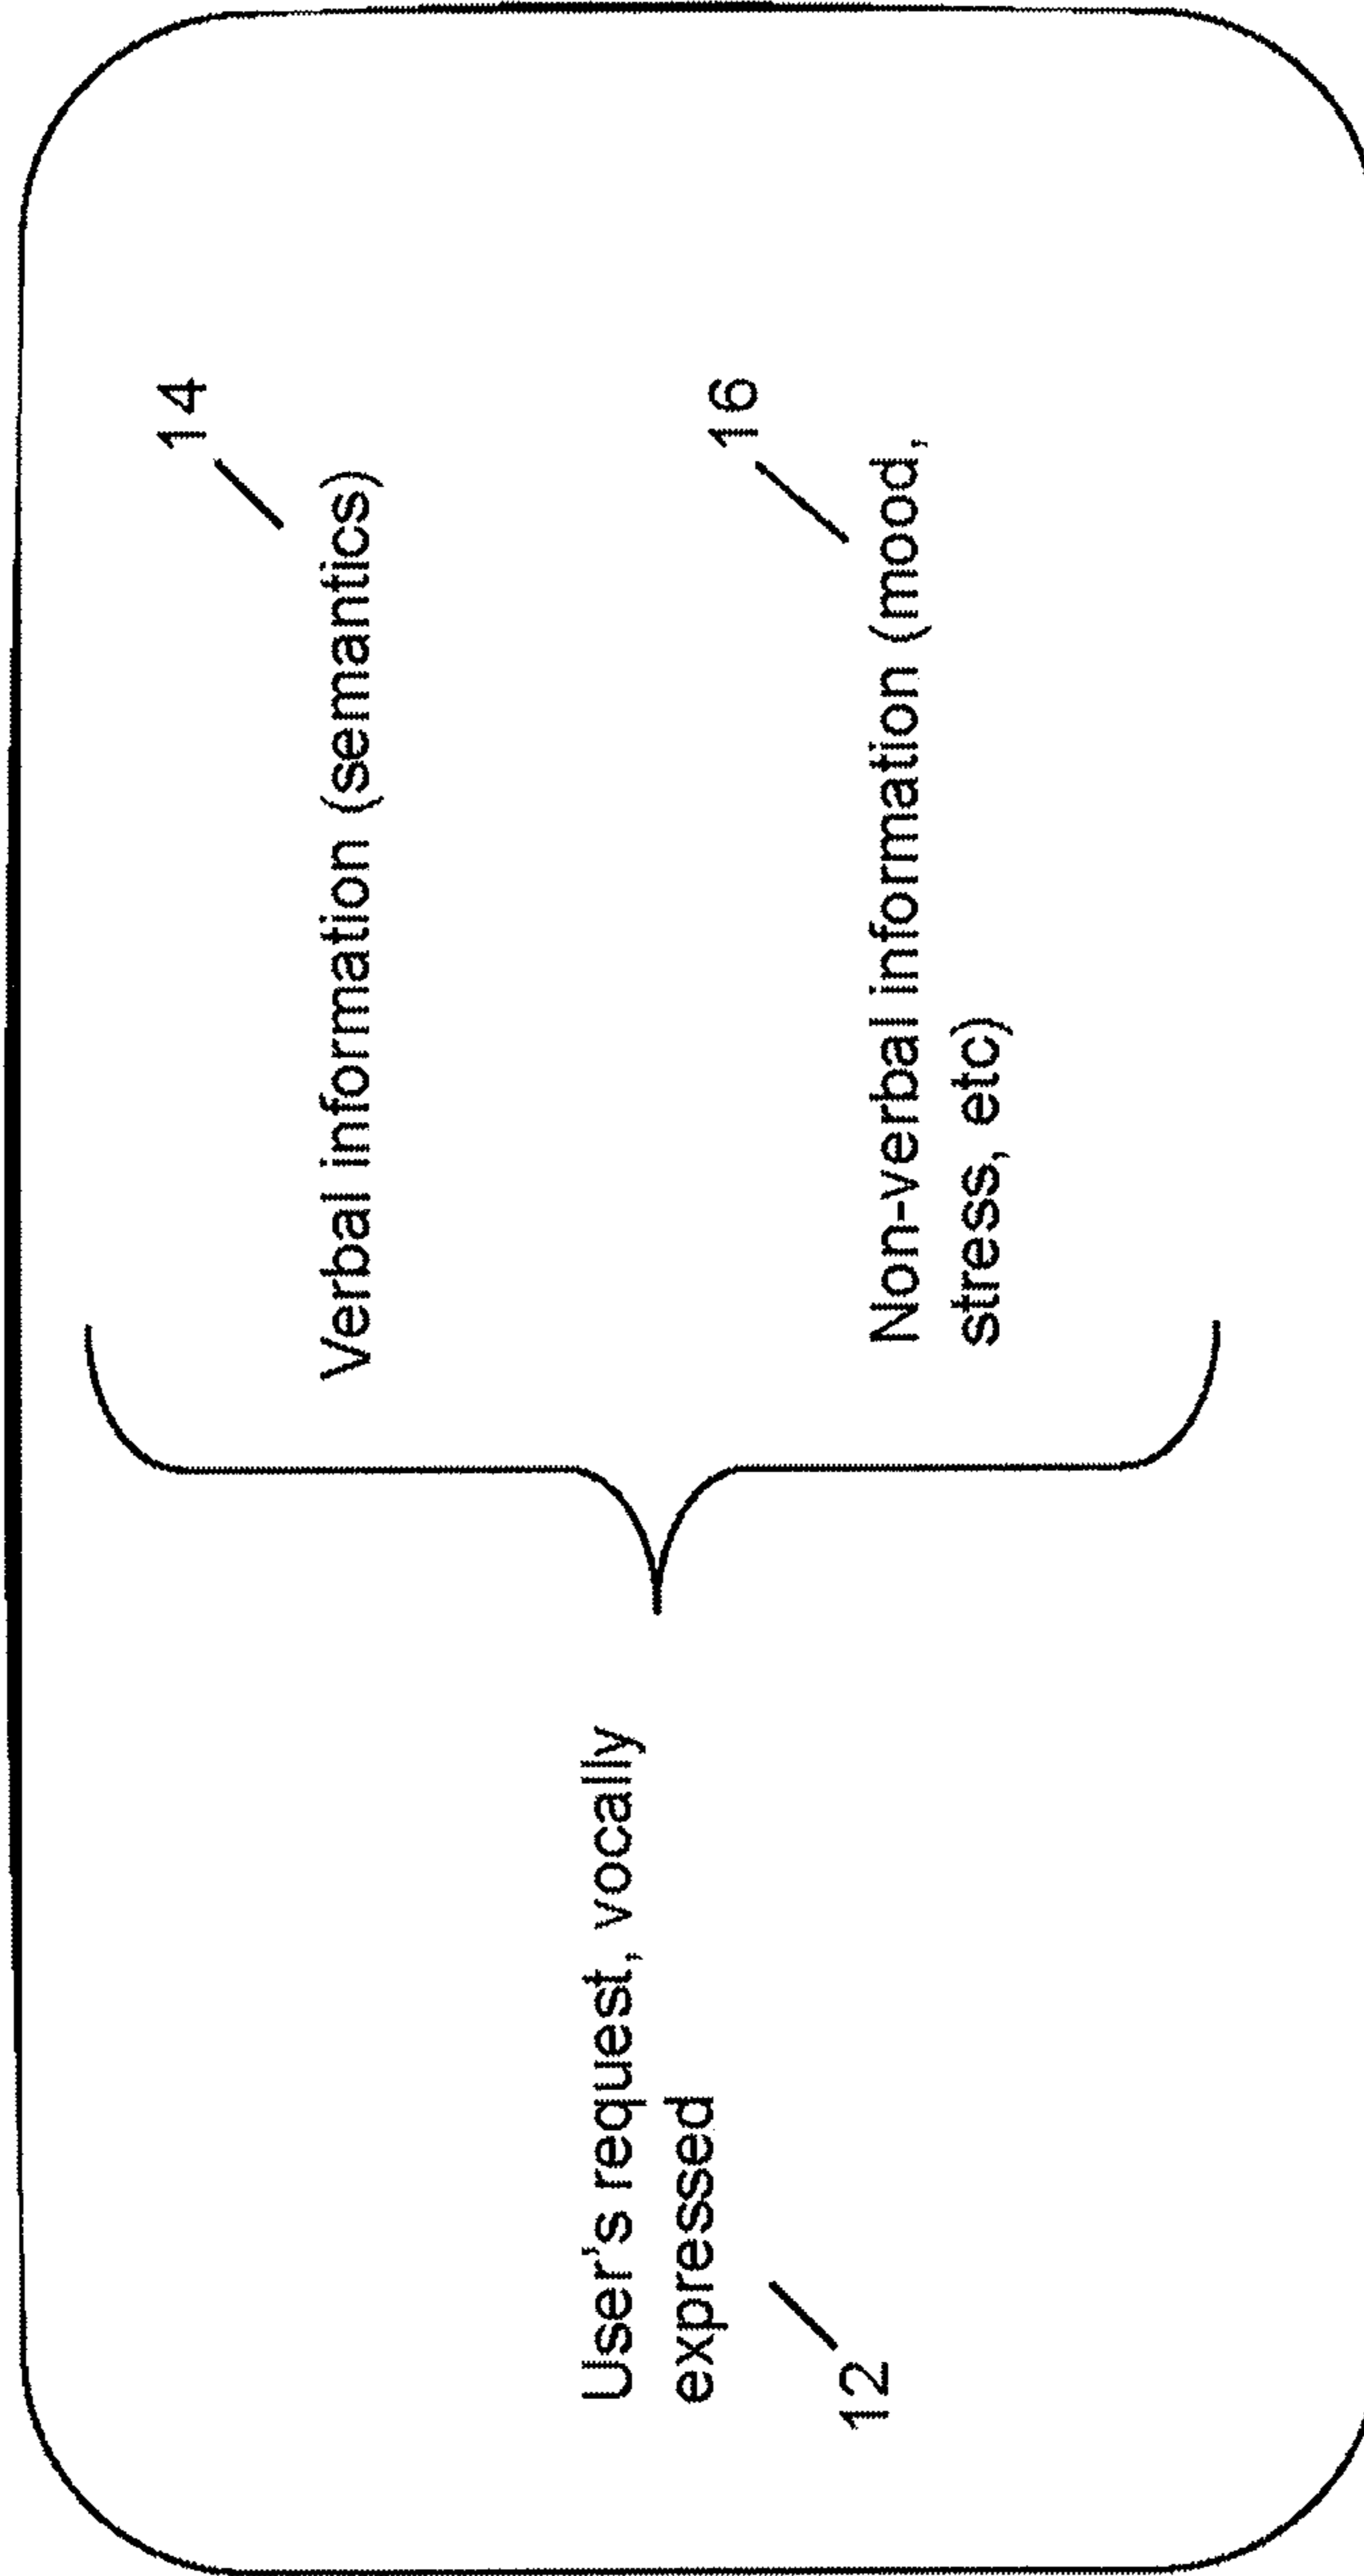 User's request, vocally
expressed
12
14
Verbal information (semantics)
16
Non-verbal information (mood,
stress, etc)